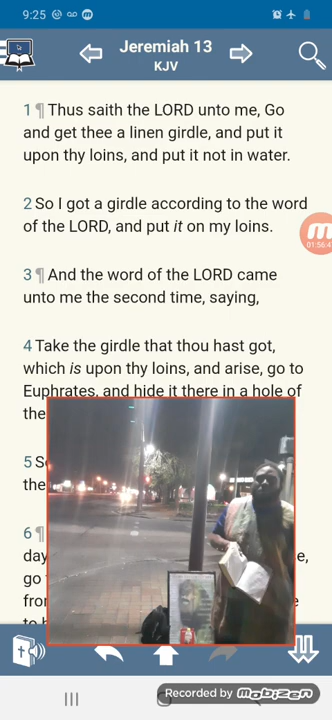 9:25
Jeremiah 13
KJV
1 ¶ Thus saith the LORD unto me, Go
and get thee a linen girdle, and put it
upon thy loins, and put it not in water.
2 So I got a girdle according to the word
of the LORD, and put it on my loins.
3 ¶ And the word of the LORD came
unto me the second time, saying,
01:56:4
4 Take the girdle that thou hast got,
which is upon thy loins, and arise, go to
Euphrates, and hide it there in a hole of
the
5 S
the
6 ¶
day
go
from
to
Recorded by Mobizen